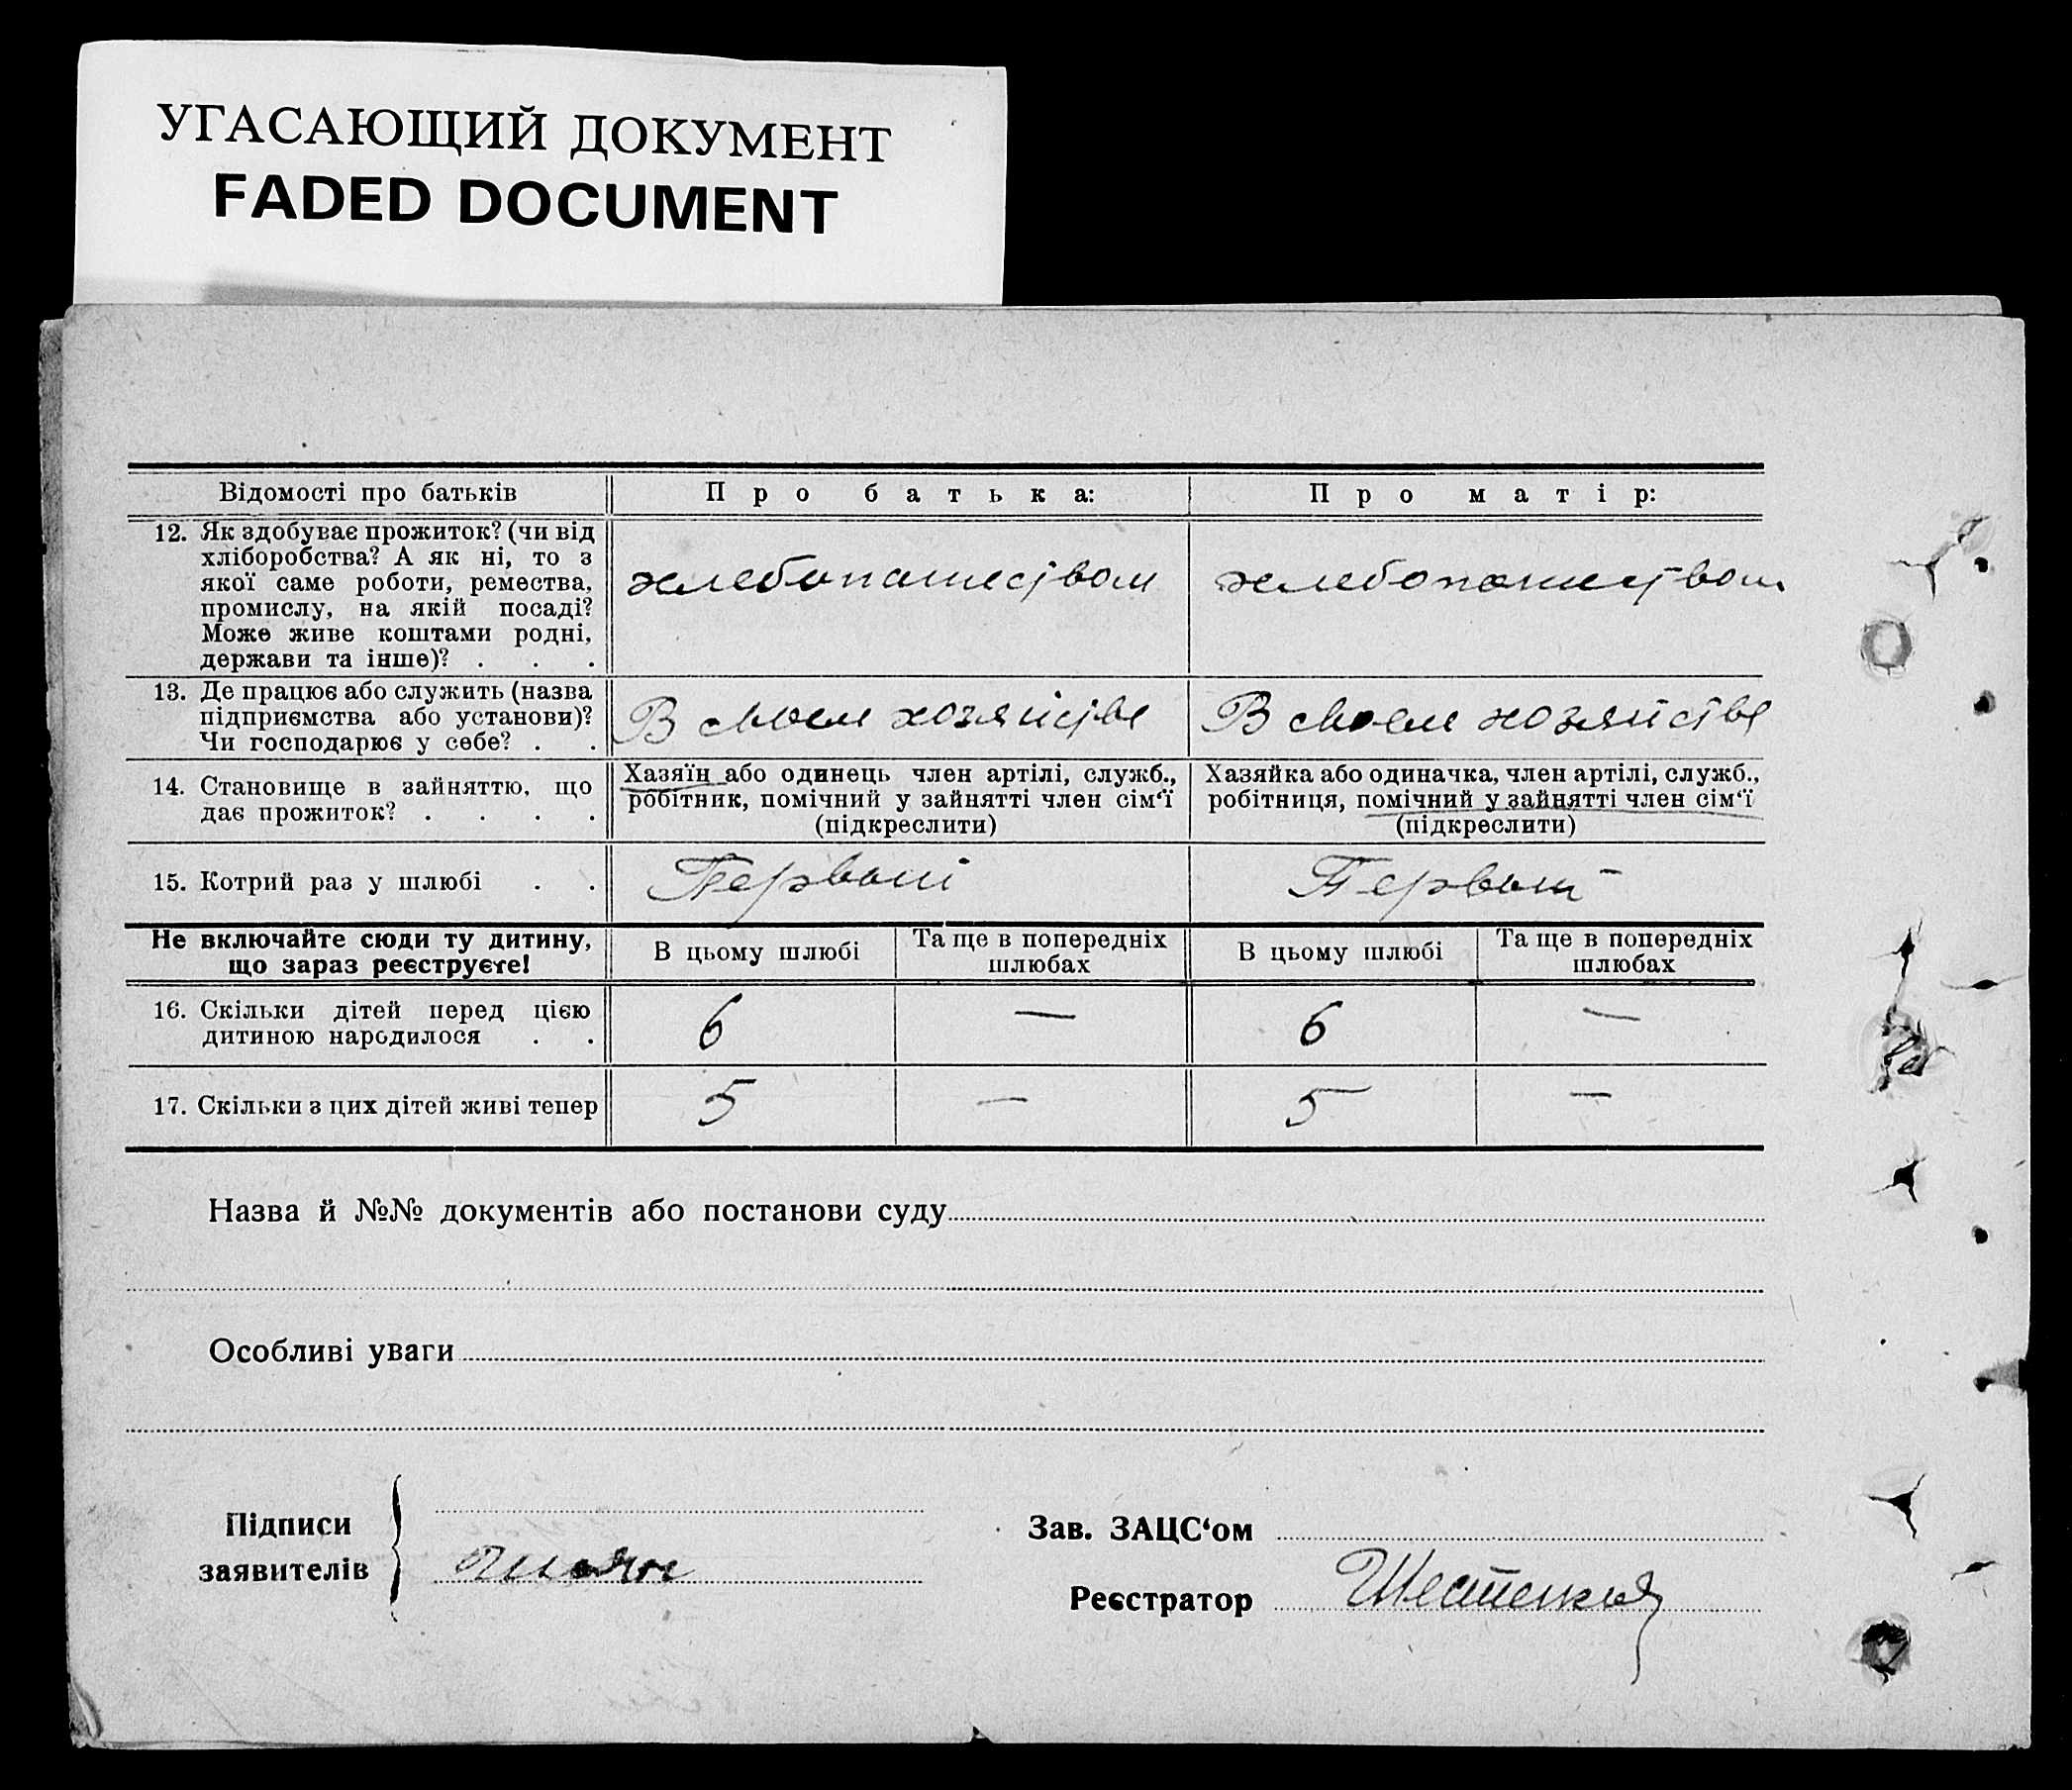 УГАСАЮЩИЙ ДОКУМЕНТ
FADED DOCUMENT
Відомості про батьків
Про батька:
Про матір:
12. Як здобуває прожиток? (чи від
хліборобства? А як ні, то з
якої саме роботи, ремества,
промислу, на якій посаді?
Може живе коштами родні,
держави та інше)? . . .
хлебопашеством
хлебопашеством
13. Де працює або служить (назва
підприємства або установи)?
Чи господарює у себе? . .
В своем хозяйстве
В своем хозяйстве
14. Становище в зайняттю, що
дає прожиток? . . . .
Хазяїн або одинець член артілі, служб.,
робітник, помічний у зайнятті член сім‘ї
(підкреслити)
Хазяйка або одиначка, член артілі, служб.,
робітниця, помічний у зайнятті член сім‘ї
(підкреслити)
15. Котрий раз у шлюбі . .
Первый
Первый
Не включайте сюди ту дитину,
що зараз реєструєте!
В цьому шлюбі
Та ще в попередніх
шлюбах
В цьому шлюбі
Та ще в попередніх
шлюбах
16. Скільки дітей перед цією
дитиною народилося . .
6
—
6
—
17. Скільки з цих дітей живі тепер
5
—
5
—
Назва й №№ документів або постанови суду
Особливі уваги
Підписи
заявителів
Зав. ЗАЦС‘ом
Реєстратор